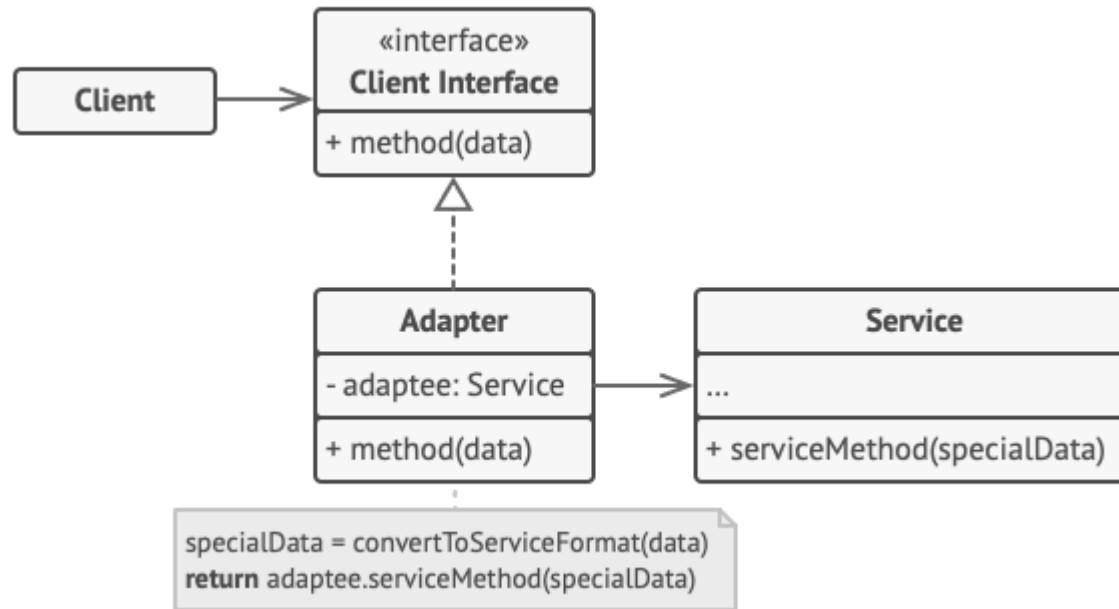 «interface»
Client Interface
Client
+ method(data)
Adapter
- adaptee: Service
+ method(data)
Service
...
+ serviceMethod(specialData)
specialData = convertToServiceFormat(data)
return adaptee.serviceMethod(specialData)